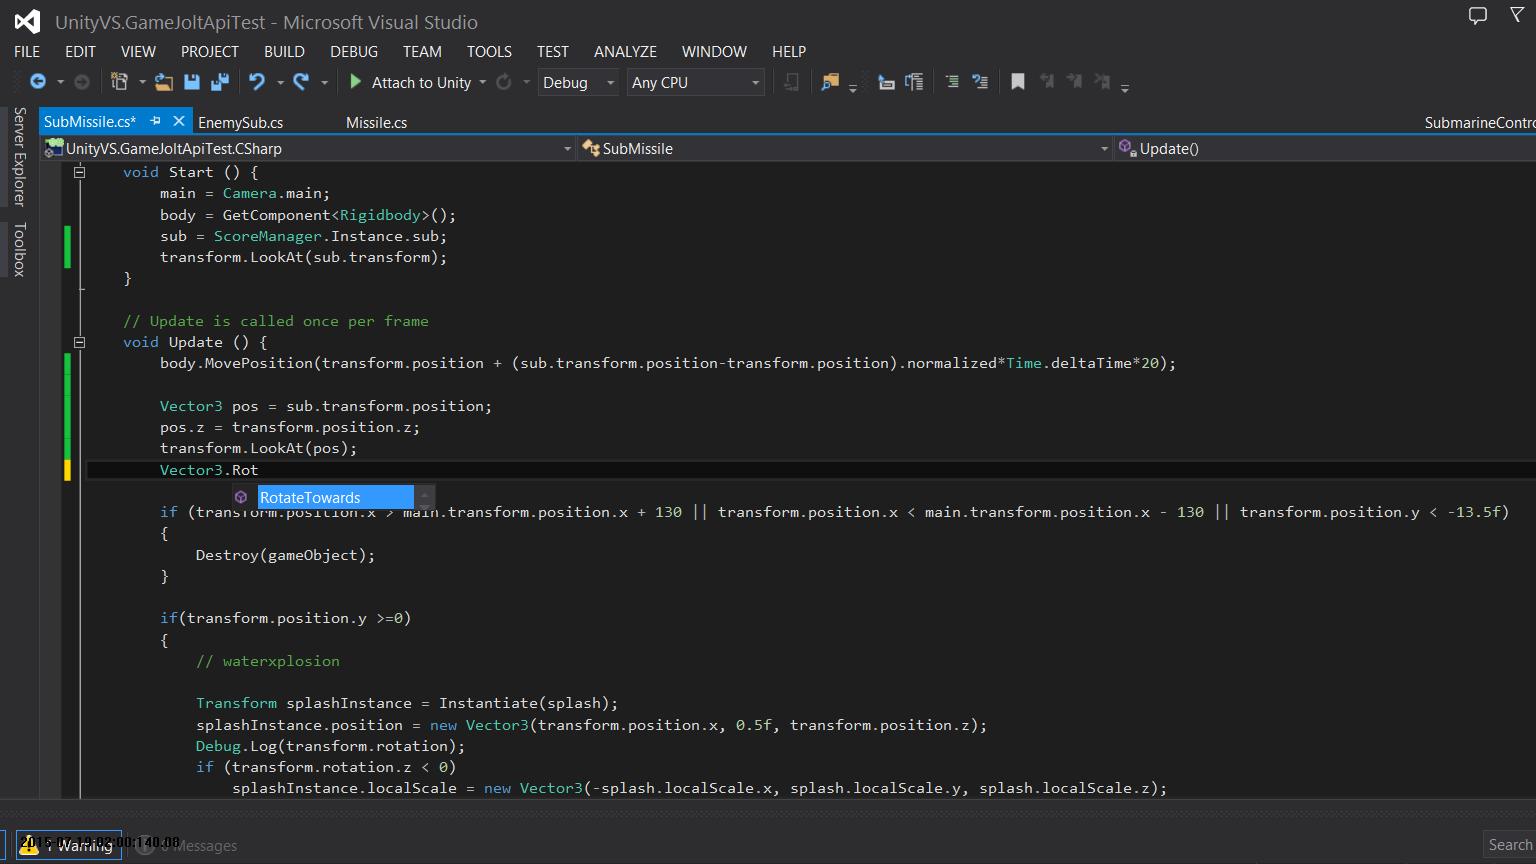 UnityVS.GameJoltApiTest - Microsoft Visual Studio
FILE EDIT VIEW PROJECT BUILD DEBUG TEAM TOOLS TEST ANALYZE WINDOW HELP
Attach to Unity Debug Any CPU
Server Explorer
Toolbox
SubMissile.cs* EnemySub.cs Missile.cs SubmarineContro
UnityVS.GameJoltApiTest.CSharp SubMissile Update()
void Start () {
main = Camera.main;
body = GetComponent<Rigidbody>();
sub = ScoreManager.Instance.sub;
transform.LookAt(sub.transform);
}
// Update is called once per frame
void Update () {
body.MovePosition(transform.position + (sub.transform.position-transform.position).normalized*Time.deltaTime*20);
Vector3 pos = sub.transform.position;
pos.z = transform.position.z;
transform.LookAt(pos);
Vector3.Rot
RotateTowards
if (transform.position.x > main.transform.position.x + 130 || transform.position.x < main.transform.position.x - 130 || transform.position.y < -13.5f)
{
Destroy(gameObject);
}
if(transform.position.y >=0)
{
// waterxplosion
Transform splashInstance = Instantiate(splash);
splashInstance.position = new Vector3(transform.position.x, 0.5f, transform.position.z);
Debug.Log(transform.rotation);
if (transform.rotation.z < 0)
splashInstance.localScale = new Vector3(-splash.localScale.x, splash.localScale.y, splash.localScale.z);
1 Warning 0 Messages
Search